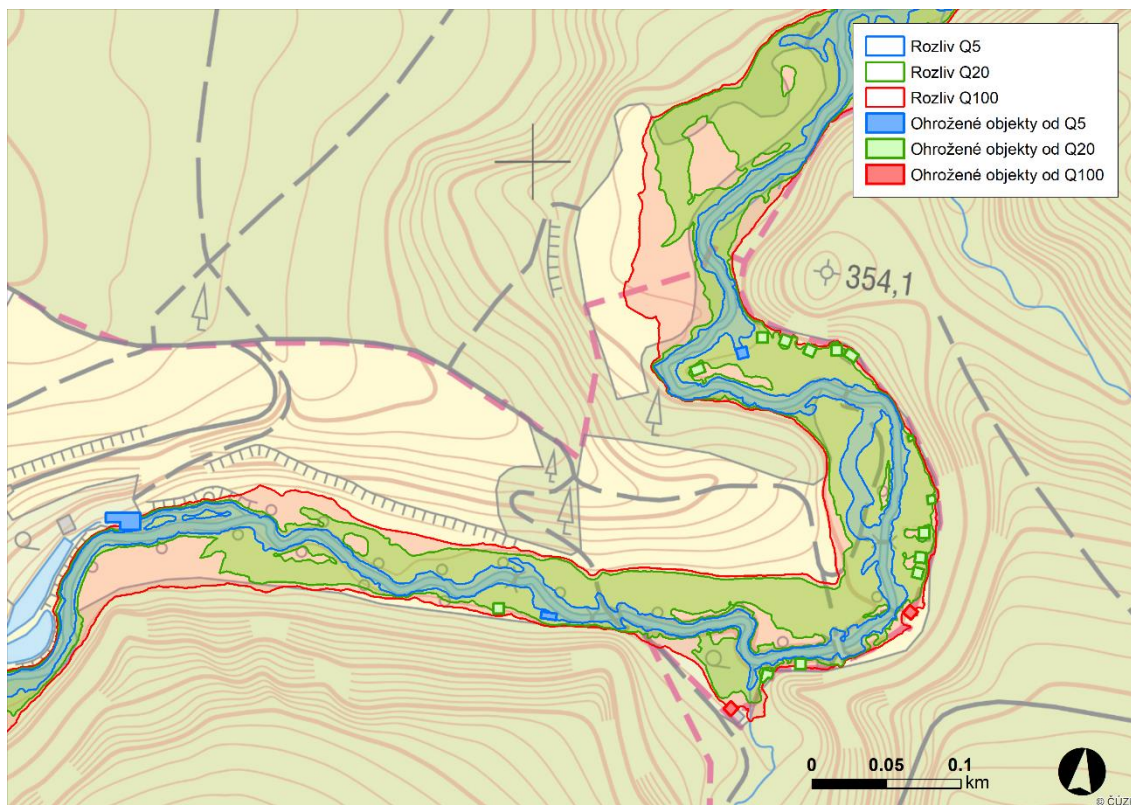 Rozliv Q5
Rozliv Q20
Rozliv Q100
Ohrožené objekty od Q5
Ohrožené objekty od Q20
Ohrožené objekty od Q100
354,1
0 0.05 0.1
km